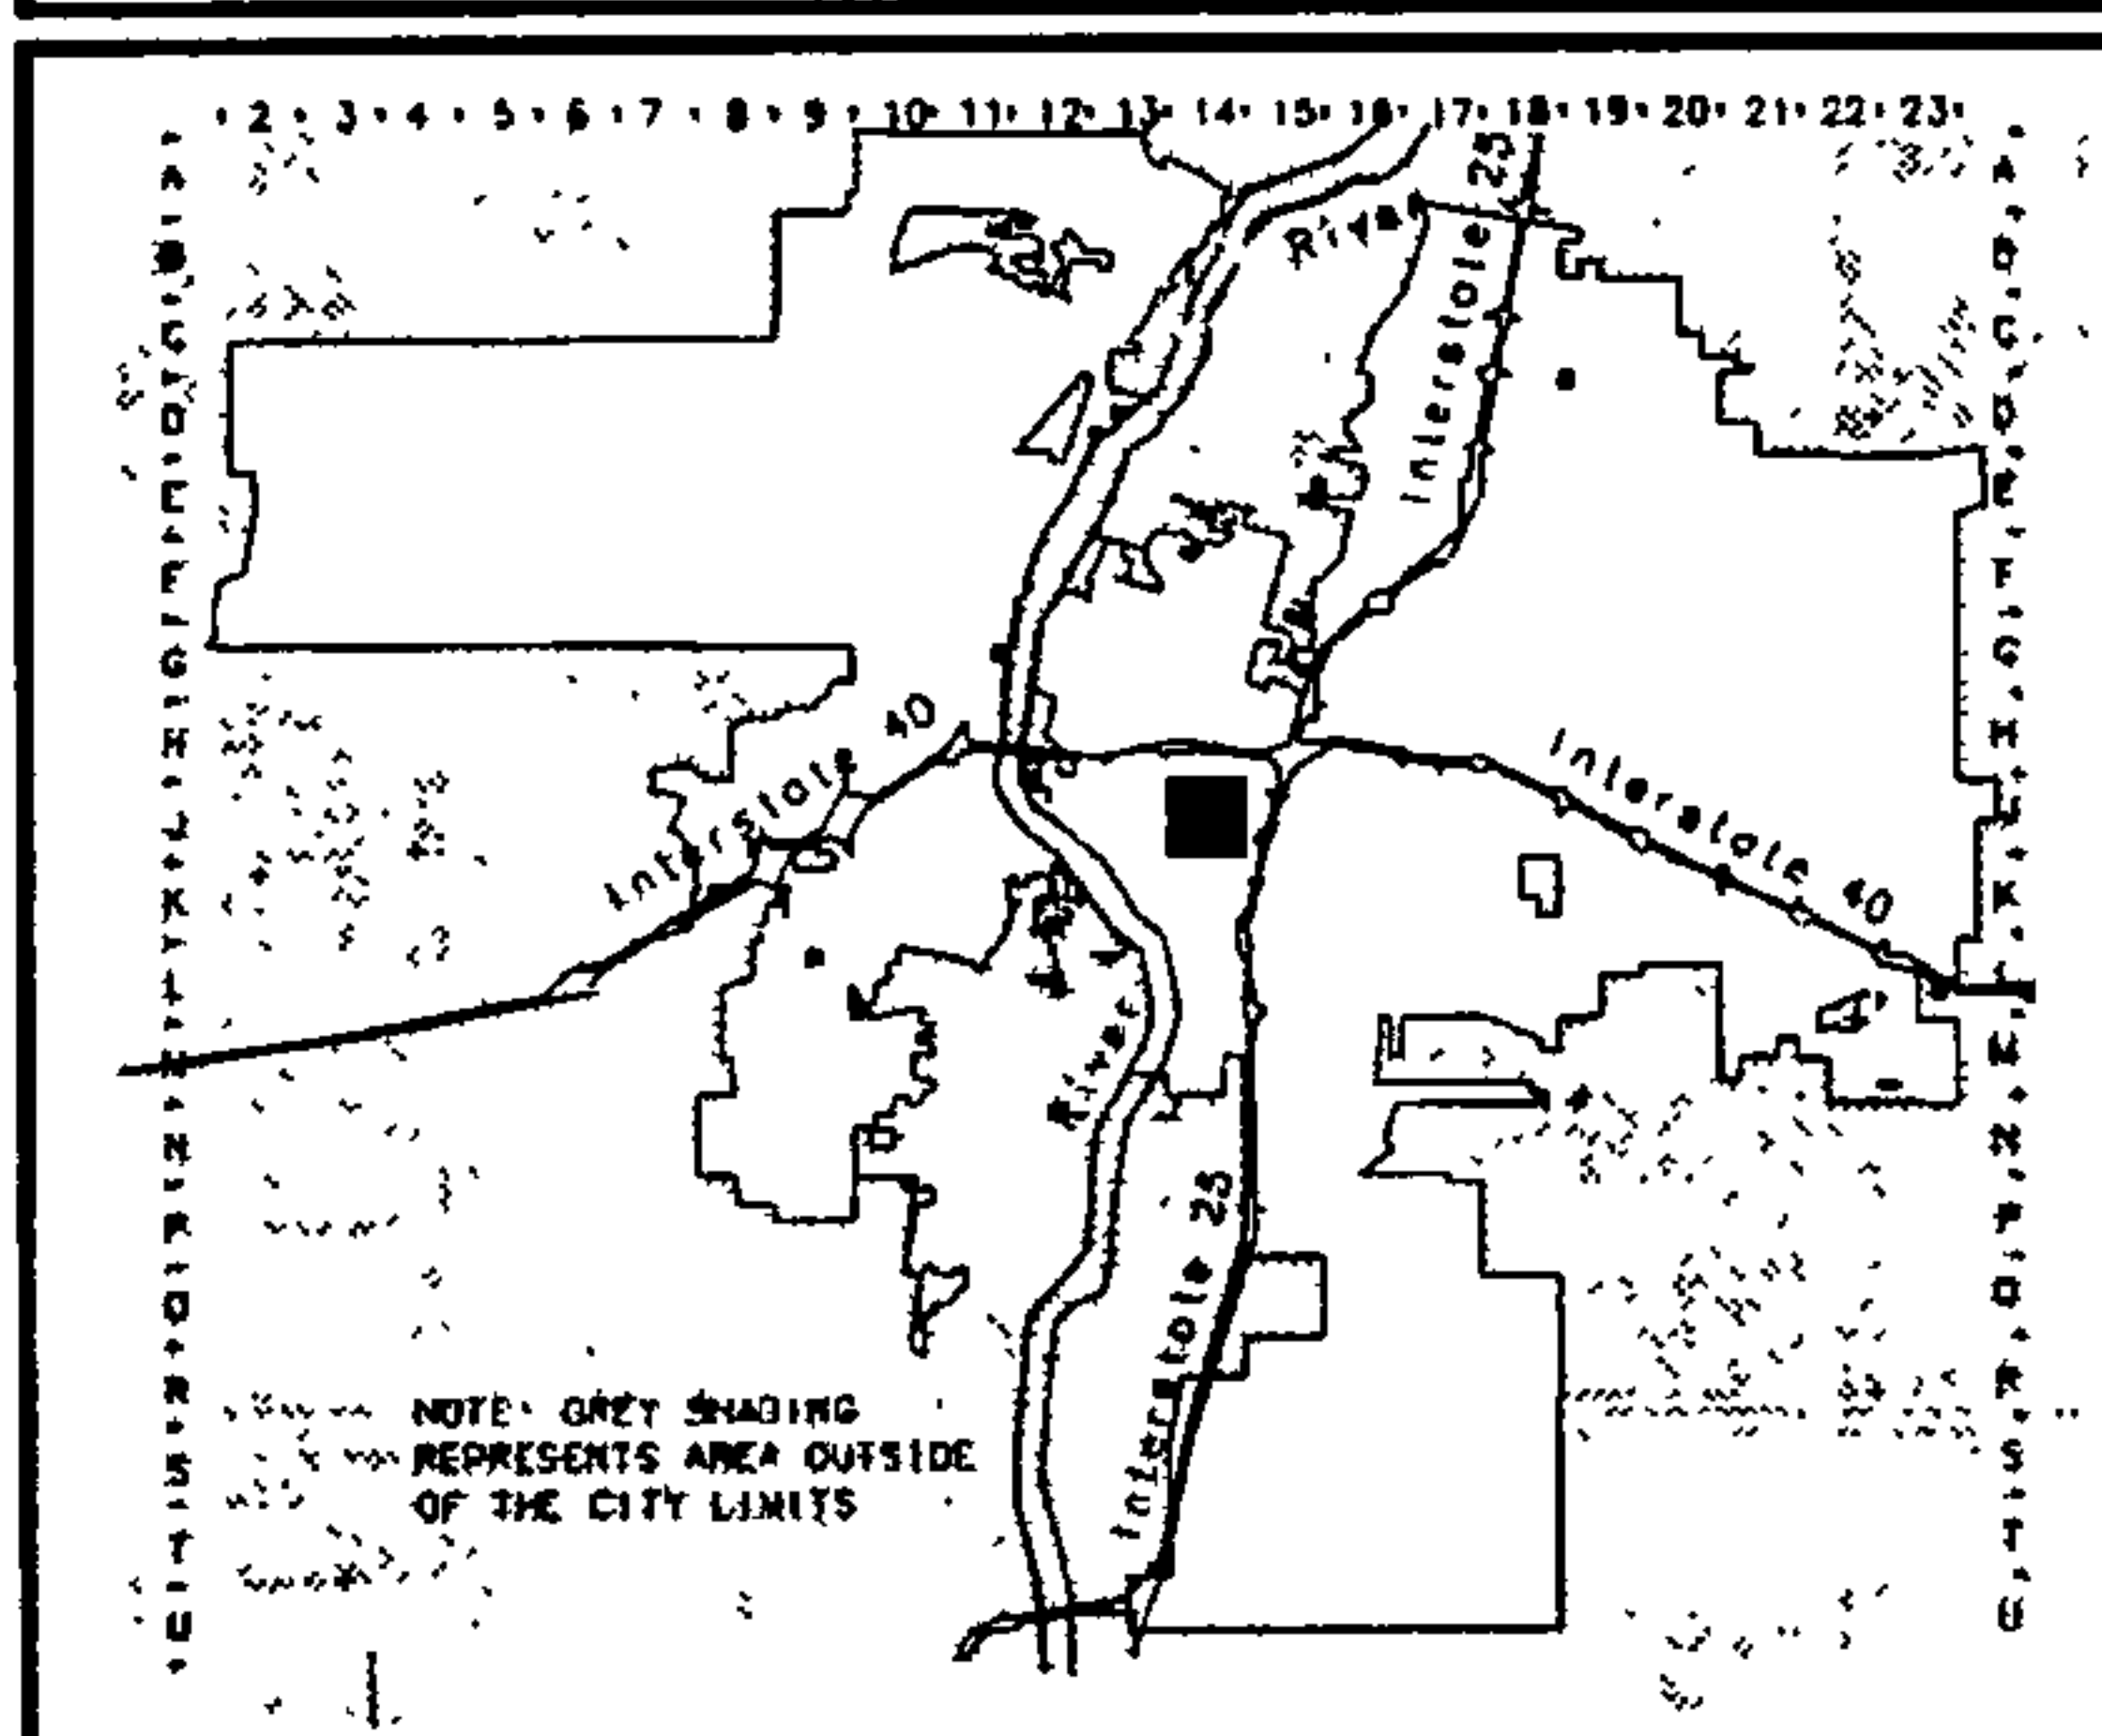 2 · 3 · 4 · 5 · 6 · 7 · 8 · 9 · 10 · 11 · 12 · 13 · 14 · 15 · 16 · 17 · 18 · 19 · 20 · 21 · 22 · 23
A
B
C
D
E
F
G
H
J
K
L
M
N
P
Q
R
S
T
U
River
Interstate 25
Interstate 40
Interstate 40
River
Interstate 25
NOTE: GREY SHADING
REPRESENTS AREA OUTSIDE
OF THE CITY LIMITS
A
B
C
D
E
F
G
H
J
K
L
M
N
P
Q
R
S
T
U